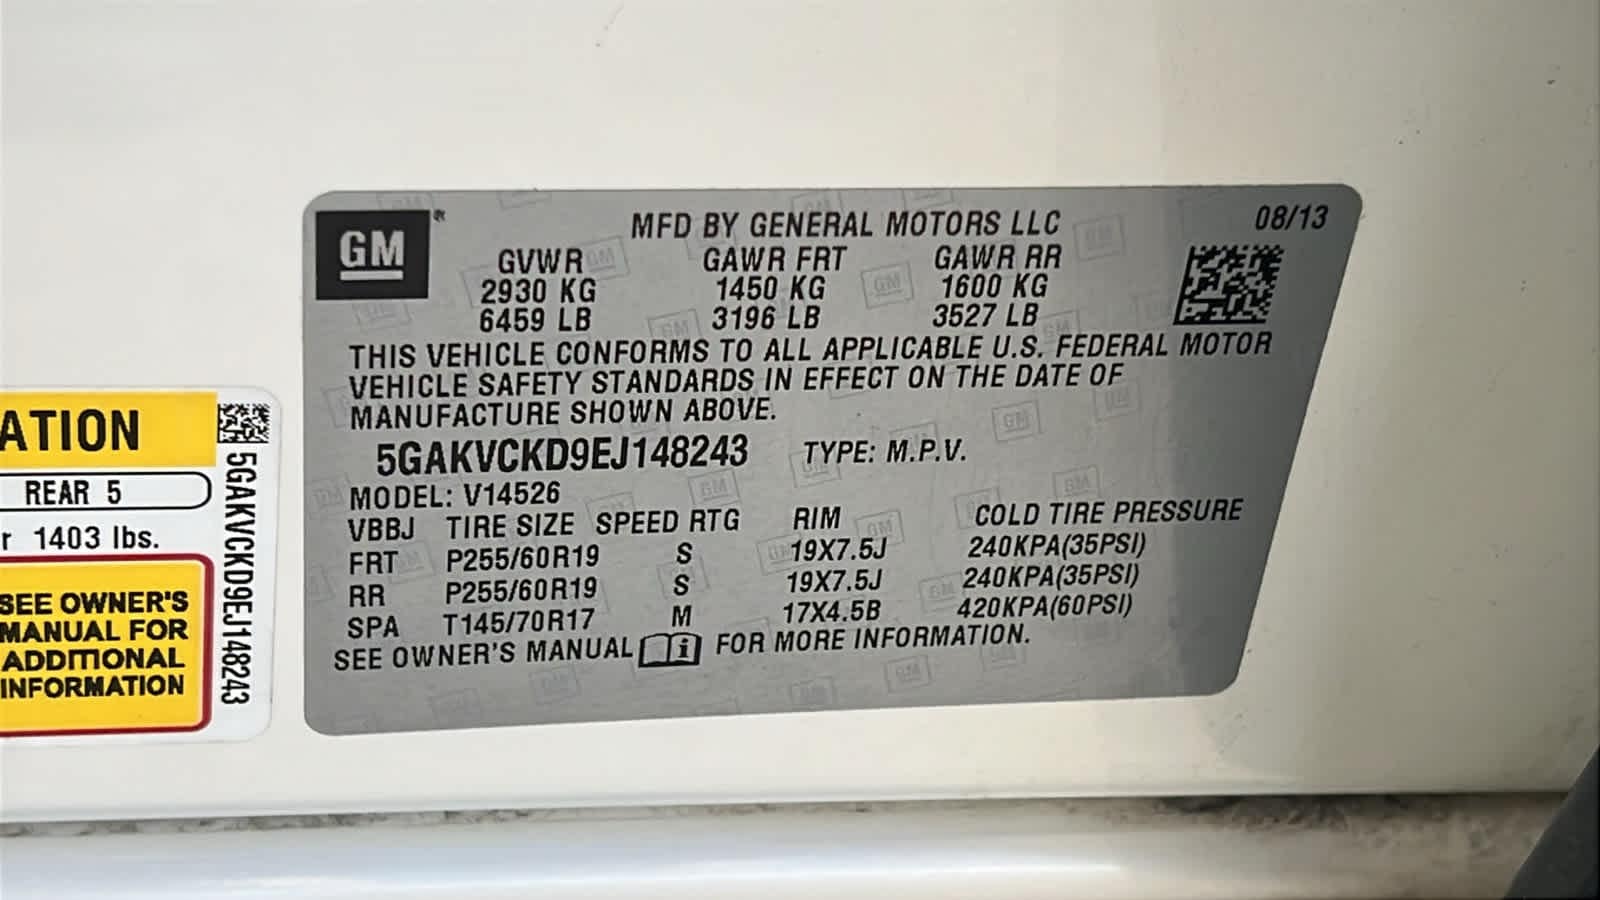 GM
MFD BY GENERAL MOTORS LLC 08/13
GVWR GAWR FRT GAWR RR
2930 KG 1450 KG 1600 KG
6459 LB 3196 LB 3527 LB
THIS VEHICLE CONFORMS TO ALL APPLICABLE U.S. FEDERAL MOTOR
VEHICLE SAFETY STANDARDS IN EFFECT ON THE DATE OF
MANUFACTURE SHOWN ABOVE.
5GAKVCKD9EJ148243 TYPE: M.P.V.
MODEL: V14526
VBBJ TIRE SIZE SPEED RTG RIM COLD TIRE PRESSURE
FRT P255/60R19 S 19X7.5J 240KPA(35PSI)
RR P255/60R19 S 19X7.5J 240KPA(35PSI)
SPA T145/70R17 M 17X4.5B 420KPA(60PSI)
SEE OWNER'S MANUAL FOR MORE INFORMATION.
ATION
REAR 5
r 1403 lbs.
SEE OWNER'S
MANUAL FOR
ADDITIONAL
INFORMATION
5GAKVCKD9EJ148243